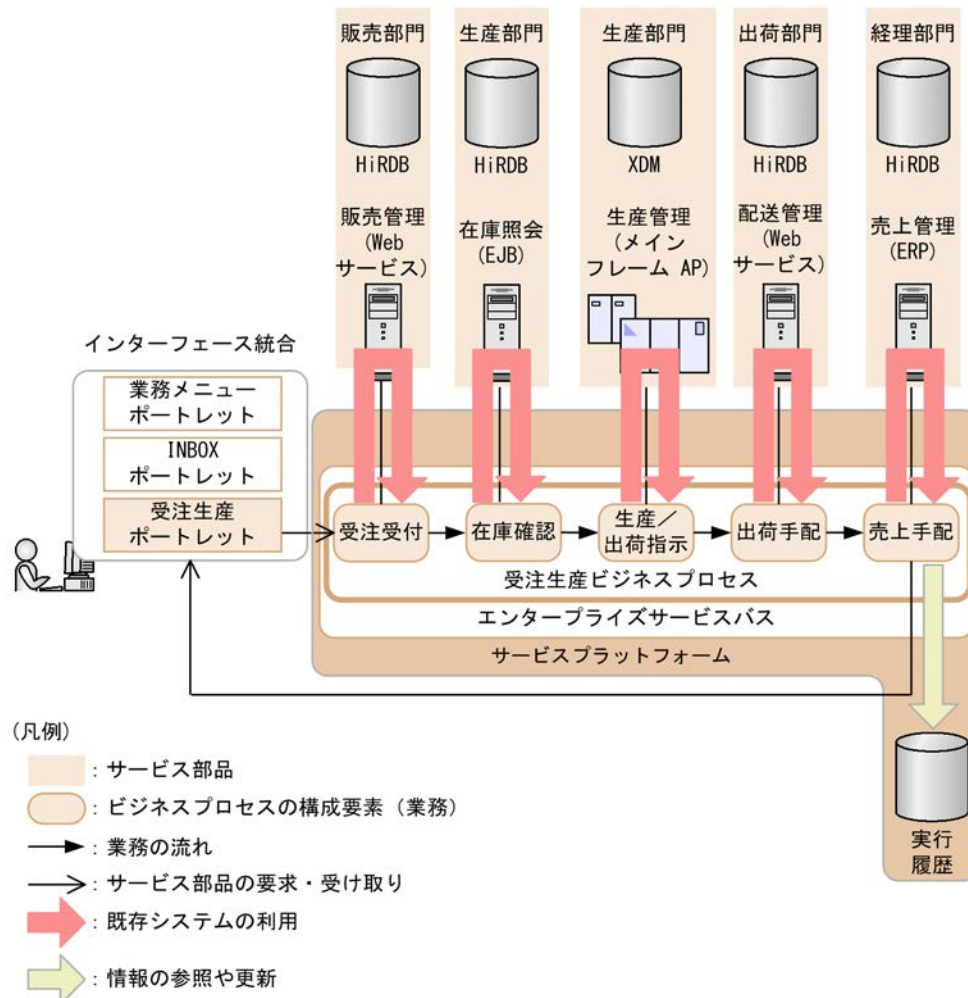 販売部門
生産部門
生産部門
出荷部門
経理部門
HiRDB
HiRDB
XDM
HiRDB
HiRDB
販売管理
(Web
サービス)
在庫照会
(EJB)
生産管理
(メイン
フレーム AP)
配送管理
(Web
サービス)
売上管理
(ERP)
インターフェース統合
業務メニュー
ポートレット
INBOX
ポートレット
受注生産
ポートレット
受注受付
在庫確認
生産／
出荷指示
出荷手配
売上手配
受注生産ビジネスプロセス
エンタープライズサービスバス
サービスプラットフォーム
実行
履歴
(凡例)
：サービス部品
：ビジネスプロセスの構成要素（業務）
：業務の流れ
：サービス部品の要求・受け取り
：既存システムの利用
：情報の参照や更新